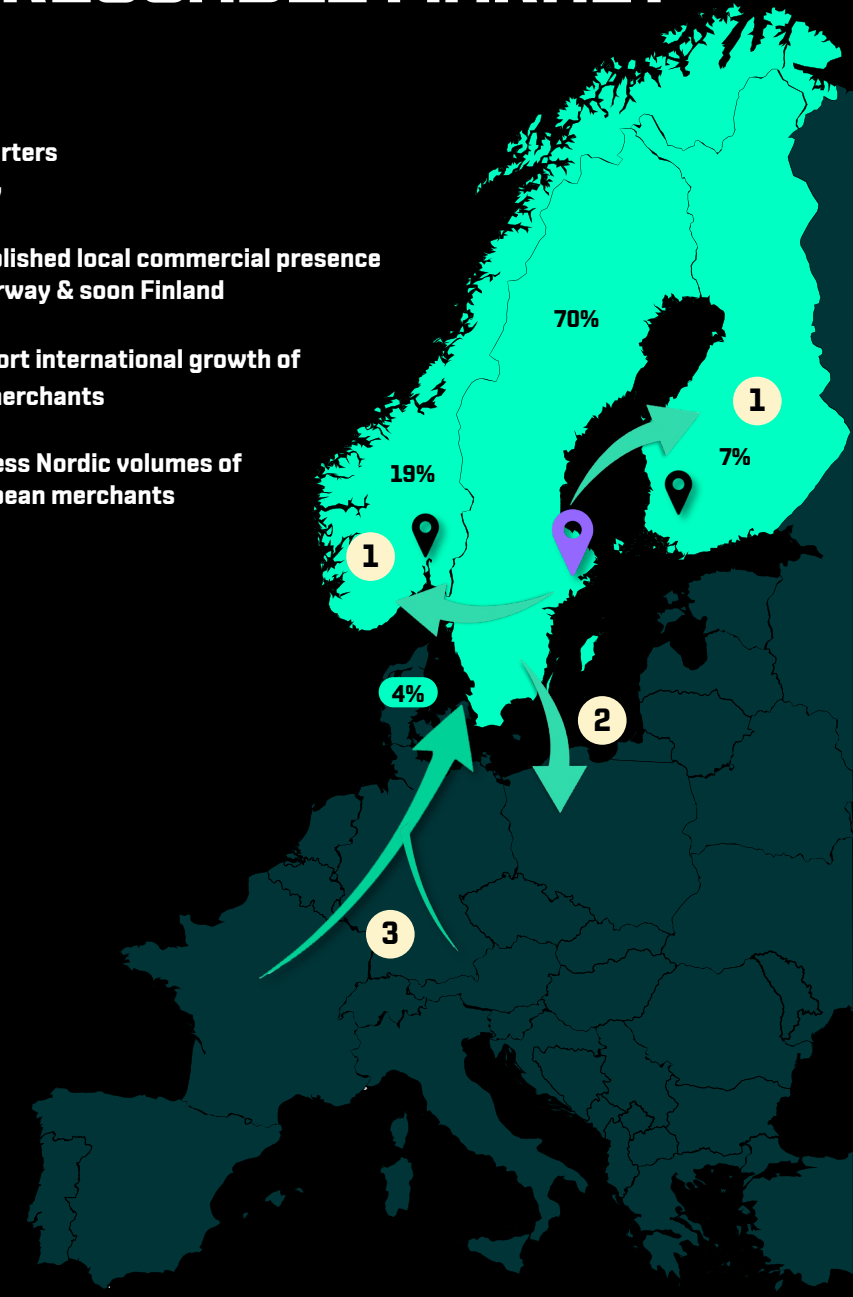 rters
olished local commercial presence
rway & soon Finland
ort international growth of
nerchants
ess Nordic volumes of
pean merchants
70%
1
7%
19%
1
4%
2
3